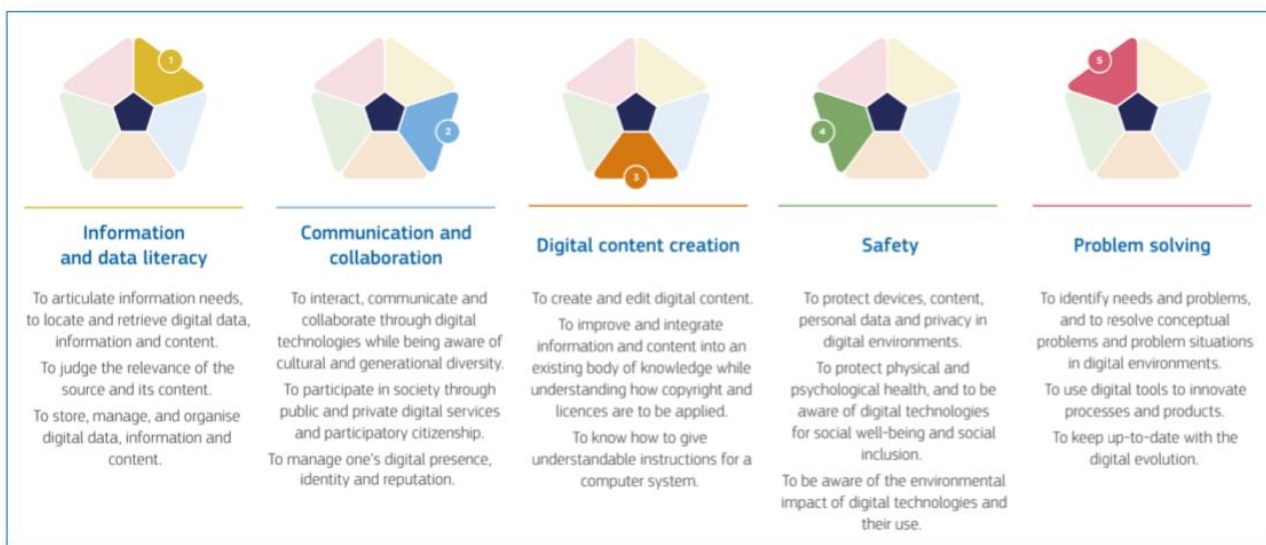 1
Information
and data literacy
To articulate information needs,
to locate and retrieve digital data,
information and content.
To judge the relevance of the
source and its content.
To store, manage, and organise
digital data, information and
content.
2
Communication and
collaboration
To interact, communicate and
collaborate through digital
technologies while being aware of
cultural and generational diversity.
To participate in society through
public and private digital services
and participatory citizenship.
To manage one's digital presence,
identity and reputation.
3
Digital content creation
To create and edit digital content.
To improve and integrate
information and content into an
existing body of knowledge while
understanding how copyright and
licences are to be applied.
To know how to give
understandable instructions for a
computer system.
4
Safety
To protect devices, content,
personal data and privacy in
digital environments.
To protect physical and
psychological health, and to be
aware of digital technologies
for social well-being and social
inclusion.
To be aware of the environmental
impact of digital technologies and
their use.
5
Problem solving
To identify needs and problems,
and to resolve conceptual
problems and problem situations
in digital environments.
To use digital tools to innovate
processes and products.
To keep up-to-date with the
digital evolution.